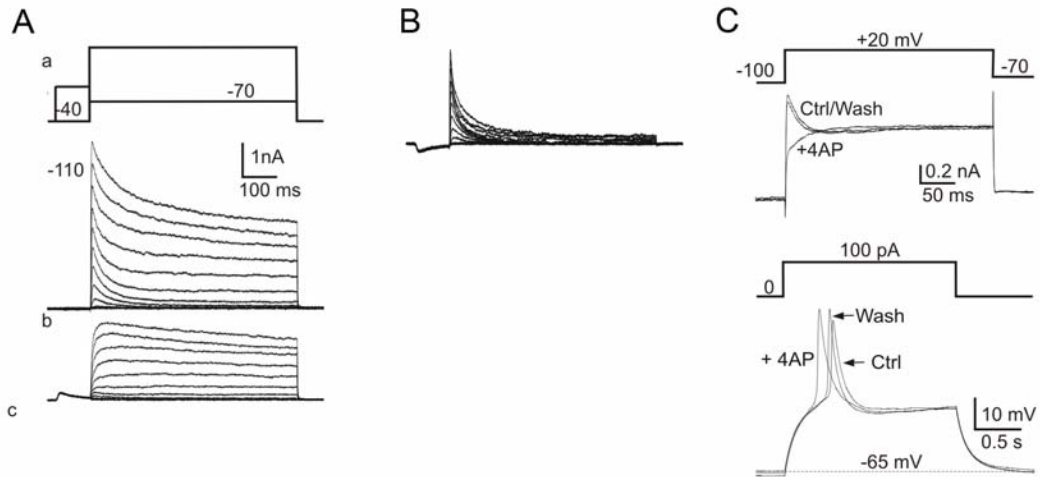 A
a
-40
-70
-110
1nA
100 ms
b
c
B
C
+20 mV
-100
-70
Ctrl/Wash
+4AP
0.2 nA
50 ms
100 pA
0
Wash
+ 4AP
Ctrl
10 mV
0.5 s
-65 mV